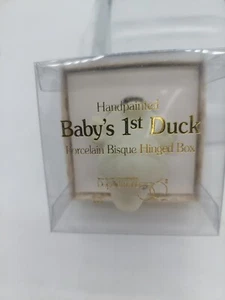 Handpainted
Baby's 1st Duck
Porcelain Bisque Hinged Box